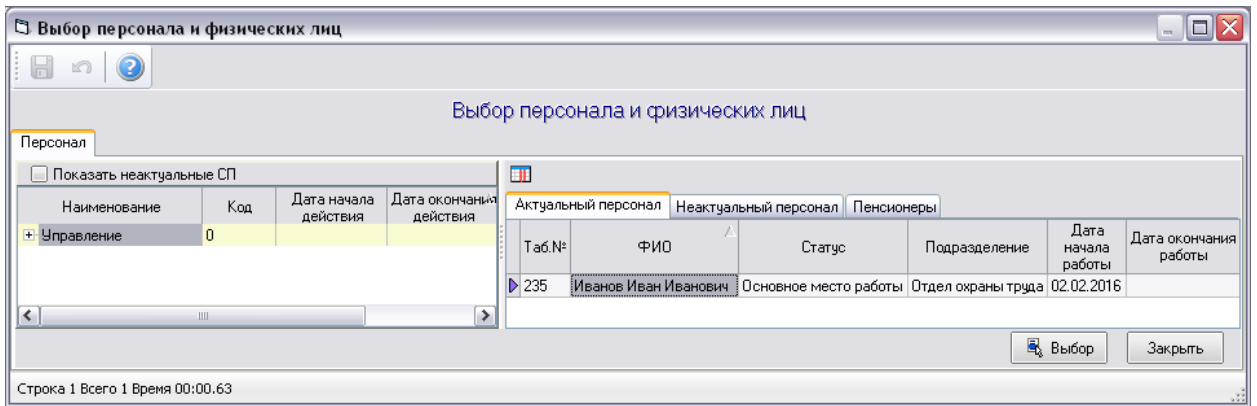 Выбор персонала и физических лиц
Выбор персонала и физических лиц
Персонал
Показать неактуальные СП
Наименование Код Дата начала действия Дата окончания действия
Управление 0
Актуальный персонал Неактуальный персонал Пенсионеры
Таб.№ ФИО Статус Подразделение Дата начала работы Дата окончания работы
235 Иванов Иван Иванович Основное место работы Отдел охраны труда 02.02.2016
Выбор Закрыть
Строка 1 Всего 1 Время 00:00.63